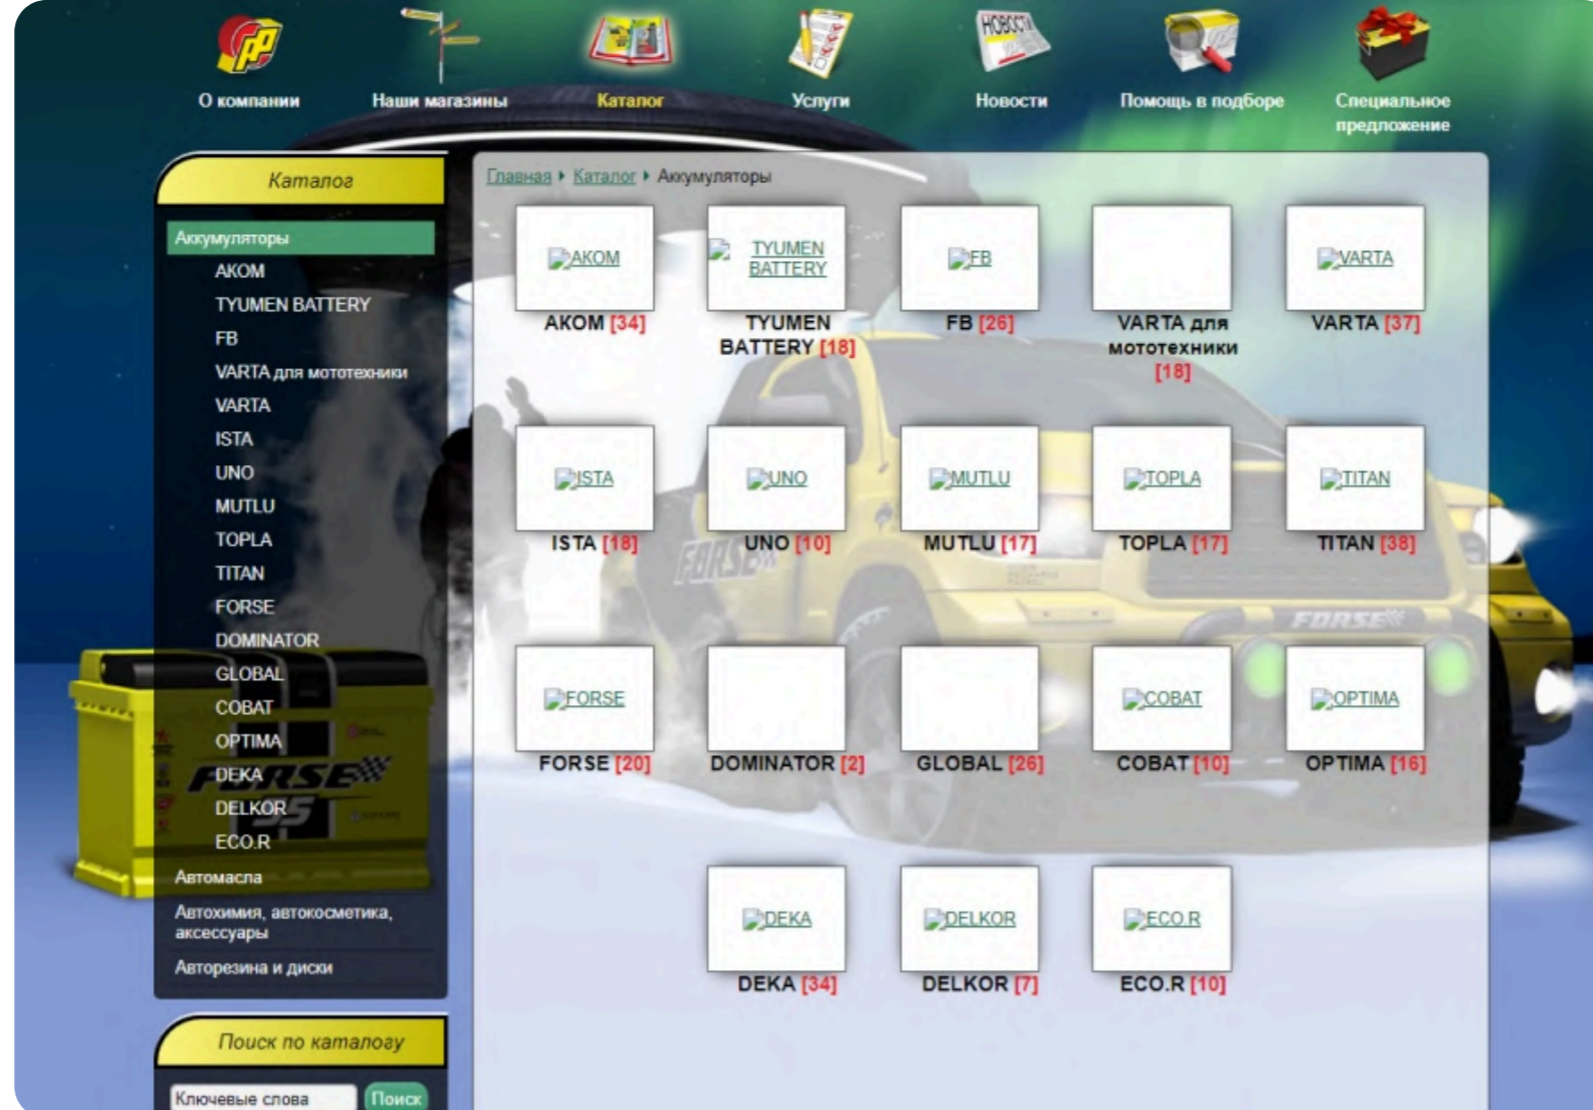 НОВОСТИ
О компании
Наши магазины
Каталог
Услуги
Новости
Помощь в подборе
Специальное
предложение
Каталог
Аккумуляторы
AKOM
TYUMEN BATTERY
FB
VARTA для мототехники
VARTA
ISTA
UNO
MUTLU
TOPLA
TITAN
FORSE
DOMINATOR
GLOBAL
COBAT
OPTIMA
DEKA
DELKOR
ECO.R
Автомасла
Автохимия, автокосметика,
аксессуары
Авторезина и диски
Поиск по каталогу
Ключевые слова
Поиск
FORSE
95
Главная Каталог Аккумуляторы
AKOM
TYUMEN
BATTERY
FB
VARTA
AKOM [34]
TYUMEN
BATTERY [18]
FB [26]
VARTA для
мототехники
[18]
VARTA [37]
ISTA
UNO
MUTLU
TOPLA
TITAN
ISTA [18]
UNO [10]
MUTLU [17]
TOPLA [17]
TITAN [38]
FORSE
FORSE
FORSE
COBAT
OPTIMA
FORSE [20]
DOMINATOR [2]
GLOBAL [26]
COBAT [10]
OPTIMA [16]
DEKA
DELKOR
ECO.R
DEKA [34]
DELKOR [7]
ECO.R [10]